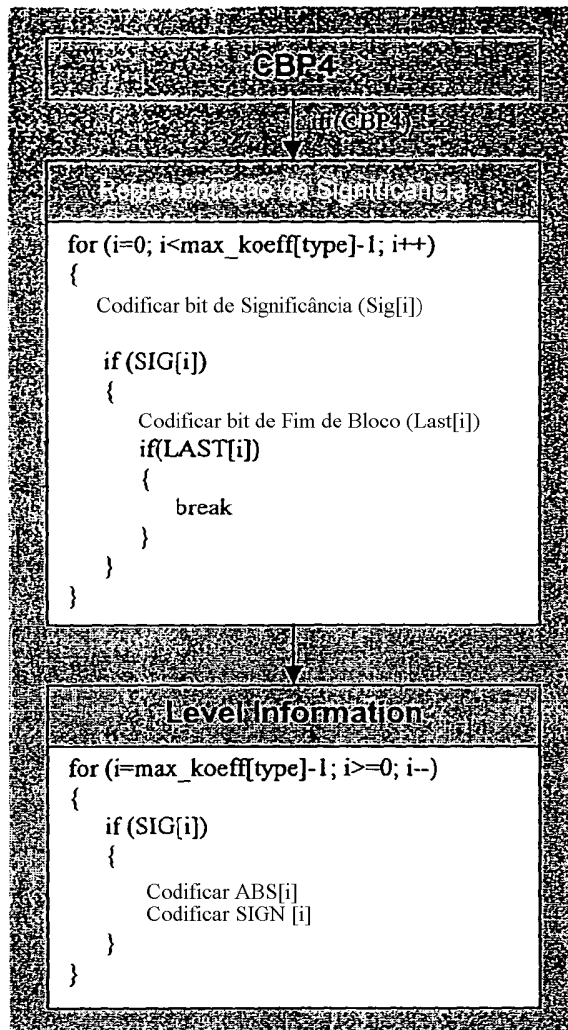 CBP4
if(CBP4)
Representação da Significância
for (i=0; i<max_koeff[type]-1; i++)
{
Codificar bit de Significância (Sig[i])
if (SIG[i])
{
Codificar bit de Fim de Bloco (Last[i])
if(LAST[i])
{
break
}
}
}
Level Information
for (i=max_koeff[type]-1; i>=0; i--)
{
if (SIG[i])
{
Codificar ABS[i]
Codificar SIGN [i]
}
}